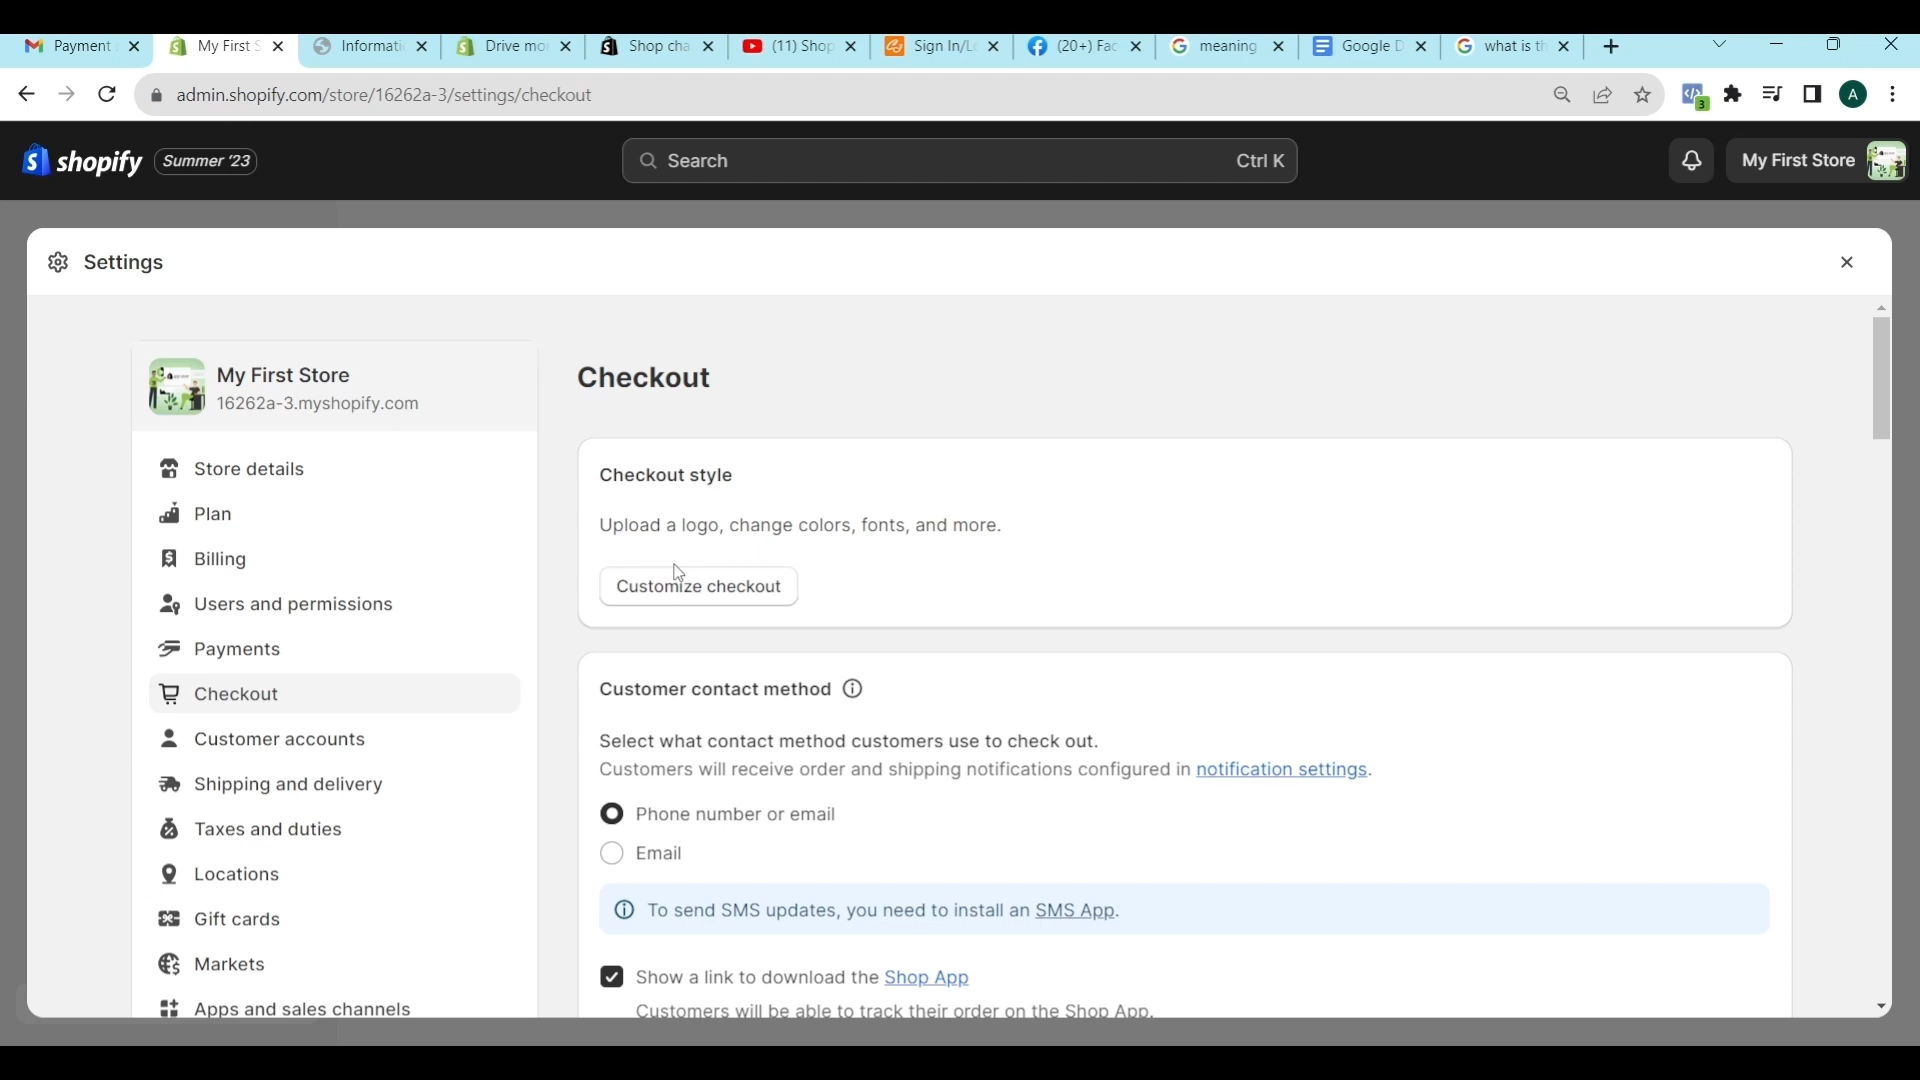 Payment
My First S
Informati
Drive mo
Shop cha
(11) Shop
Sign In/L
(20+) Fac
meaning
Google D
what is th
admin.shopify.com/store/16262a-3/settings/checkout
3
A
shopify
Summer '23
Search
Ctrl K
My First Store
Settings
My First Store
16262a-3.myshopify.com
Store details
Plan
Billing
Users and permissions
Payments
Checkout
Customer accounts
Shipping and delivery
Taxes and duties
Locations
Gift cards
Markets
Apps and sales channels
Checkout
Checkout style
Upload a logo, change colors, fonts, and more.
Customize checkout
Customer contact method
Select what contact method customers use to check out.
Customers will receive order and shipping notifications configured in notification settings.
Phone number or email
Email
To send SMS updates, you need to install an SMS App.
Show a link to download the Shop App
Customers will be able to track their order on the Shop App.